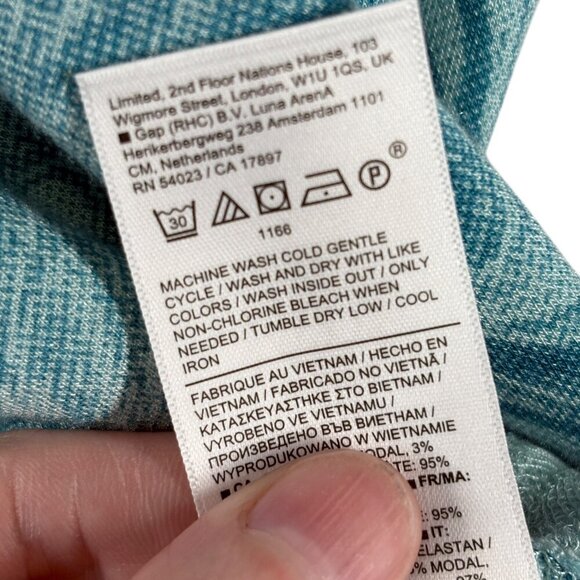 Limited, 2nd Floor Nations House, 103
Wigmore Street, London, W1U 1QS, UK
■ Gap (RHC) B.V. Luna ArenA
Herikerbergweg 238 Amsterdam 1101
CM, Netherlands
RN 54023 / CA 17897
30 P ®
1166
MACHINE WASH COLD GENTLE
CYCLE / WASH AND DRY WITH LIKE
COLORS / WASH INSIDE OUT / ONLY
NON-CHLORINE BLEACH WHEN
NEEDED / TUMBLE DRY LOW / COOL
IRON
FABRIQUE AU VIETNAM / HECHO EN
VIETNAM / FABRICADO NO VIETNÃ /
ΚΑΤΑΣΚΕΥΑΣΤΗΚΕ ΣΤΟ ΒΙΕΤΝΑΜ /
VYROBENO VE VIETNAMU /
ПРОИЗВЕДЕНО ВЪВ ВИЕТНАМ /
WYPRODUKOWANO W WIETNAMIE
MODAL, 3%
95%
■ FR/MA:
95%
■ IT:
ELASTAN /
MODAL,